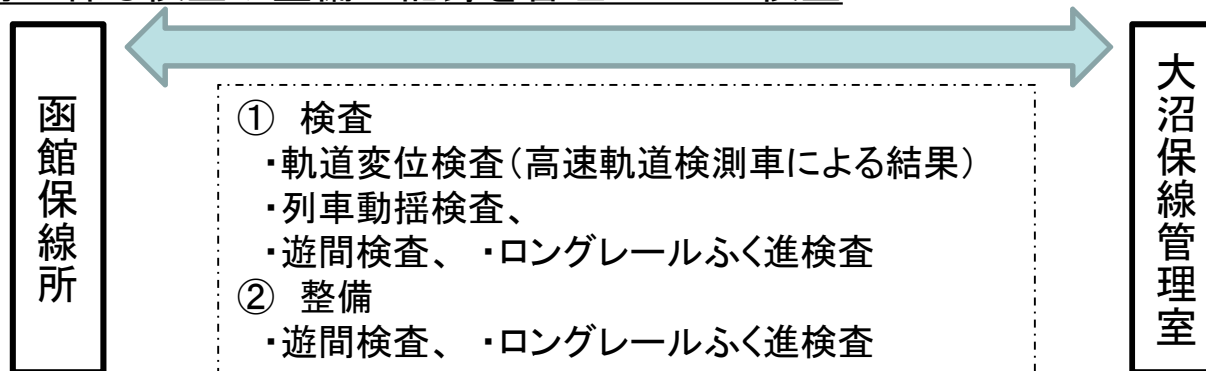 函館保線所
① 検査
・軌道変位検査(高速軌道検測車による結果)
・列車動揺検査、
・遊間検査、 ・ロングレールふく進検査
② 整備
・遊間検査、 ・ロングレールふく進検査
大沼保線管理室